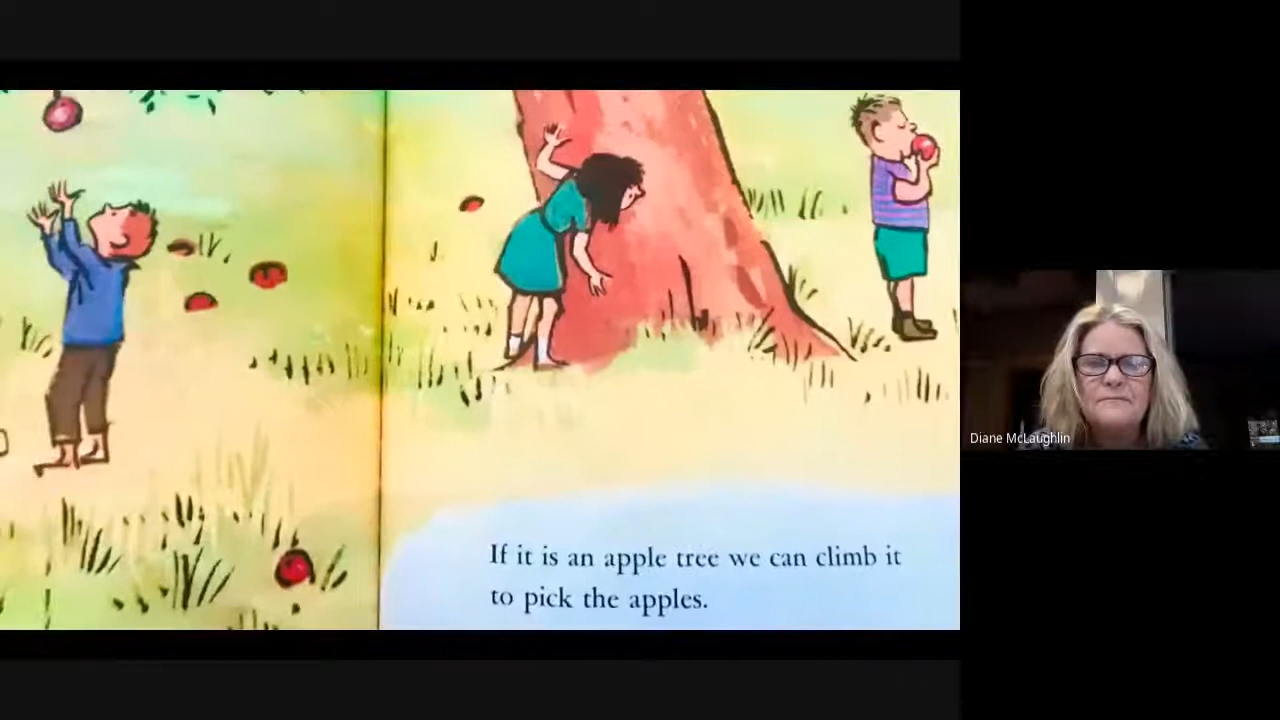 If it is an apple tree we can climb it
to pick the apples.
Diane McLaughlin